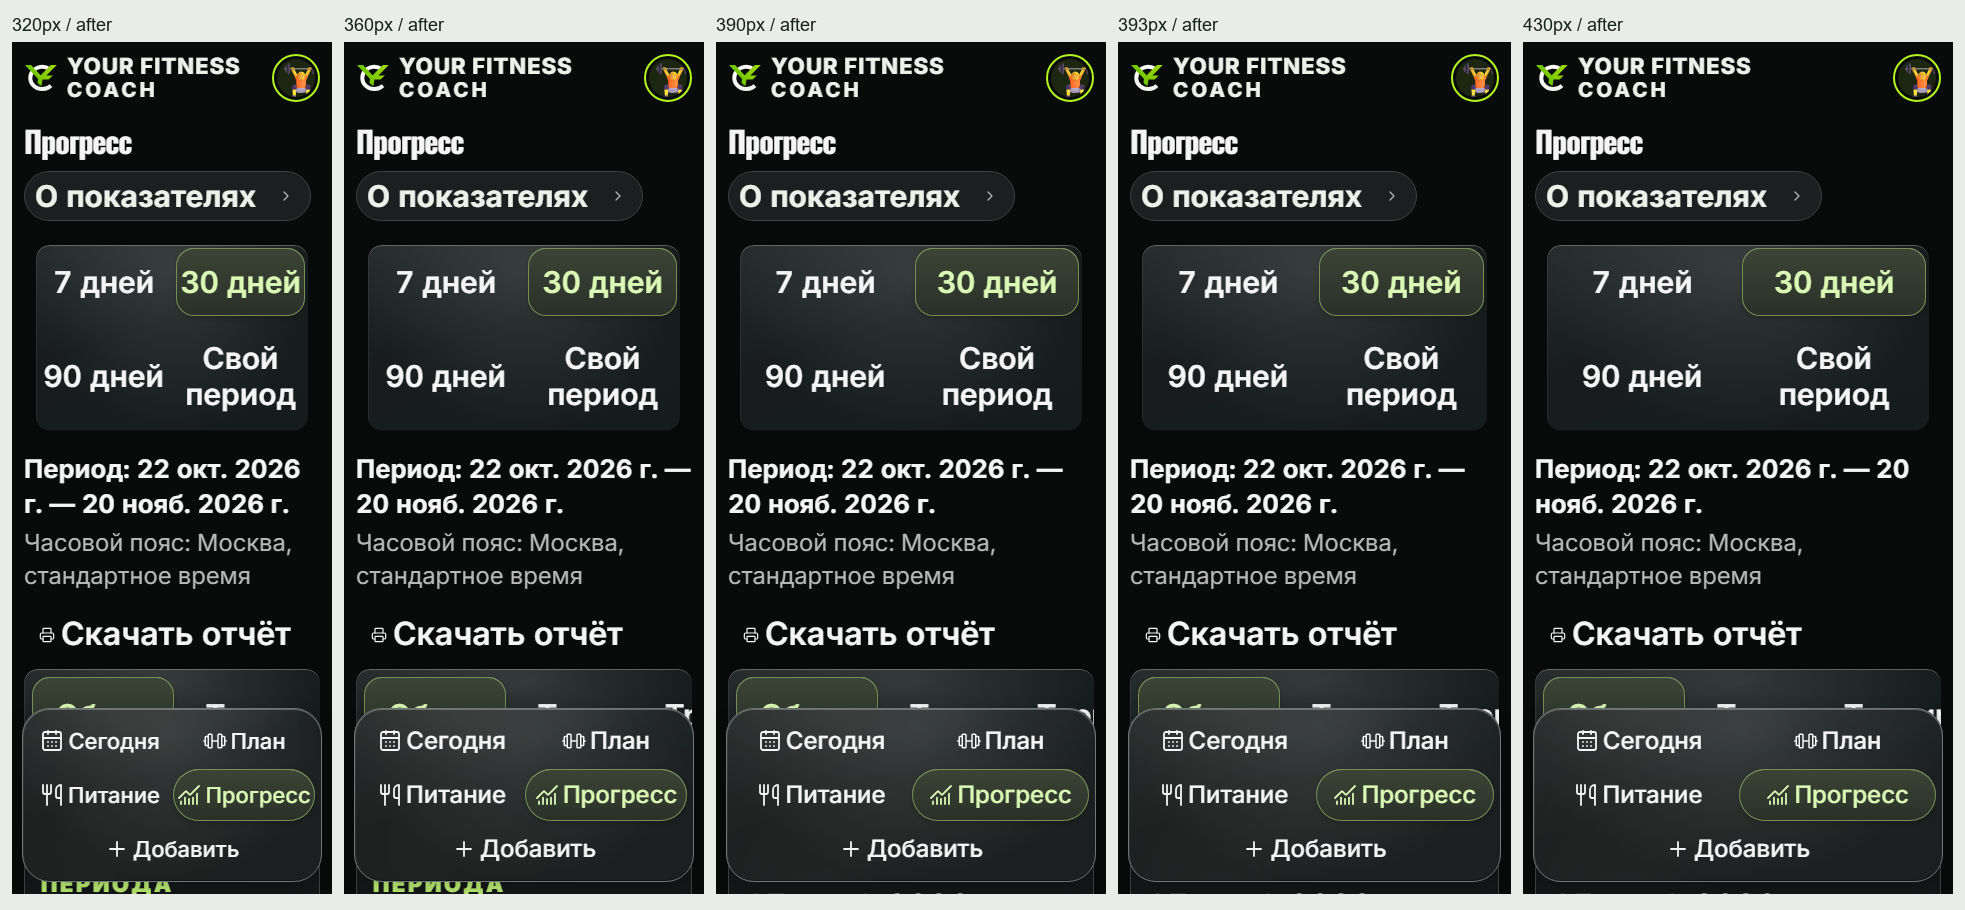 320px / after
YOUR FITNESS
COACH
Прогресс
О показателях
7 дней
30 дней
90 дней
Свой
период
Период: 22 окт. 2026
г. — 20 нояб. 2026 г.
Часовой пояс: Москва,
стандартное время
Скачать отчёт
Сегодня
План
Питание
Прогресс
+ Добавить
ПЕРИОДА
360px / after
YOUR FITNESS
COACH
Прогресс
О показателях
7 дней
30 дней
90 дней
Свой
период
Период: 22 окт. 2026 г. —
20 нояб. 2026 г.
Часовой пояс: Москва,
стандартное время
Скачать отчёт
Сегодня
План
Питание
Прогресс
+ Добавить
ПЕРИОДА
390px / after
YOUR FITNESS
COACH
Прогресс
О показателях
7 дней
30 дней
90 дней
Свой
период
Период: 22 окт. 2026 г. —
20 нояб. 2026 г.
Часовой пояс: Москва,
стандартное время
Скачать отчёт
Сегодня
План
Питание
Прогресс
+ Добавить
393px / after
YOUR FITNESS
COACH
Прогресс
О показателях
7 дней
30 дней
90 дней
Свой
период
Период: 22 окт. 2026 г. —
20 нояб. 2026 г.
Часовой пояс: Москва,
стандартное время
Скачать отчёт
Сегодня
План
Питание
Прогресс
+ Добавить
430px / after
YOUR FITNESS
COACH
Прогресс
О показателях
7 дней
30 дней
90 дней
Свой
период
Период: 22 окт. 2026 г. — 20
нояб. 2026 г.
Часовой пояс: Москва,
стандартное время
Скачать отчёт
Сегодня
План
Питание
Прогресс
+ Добавить